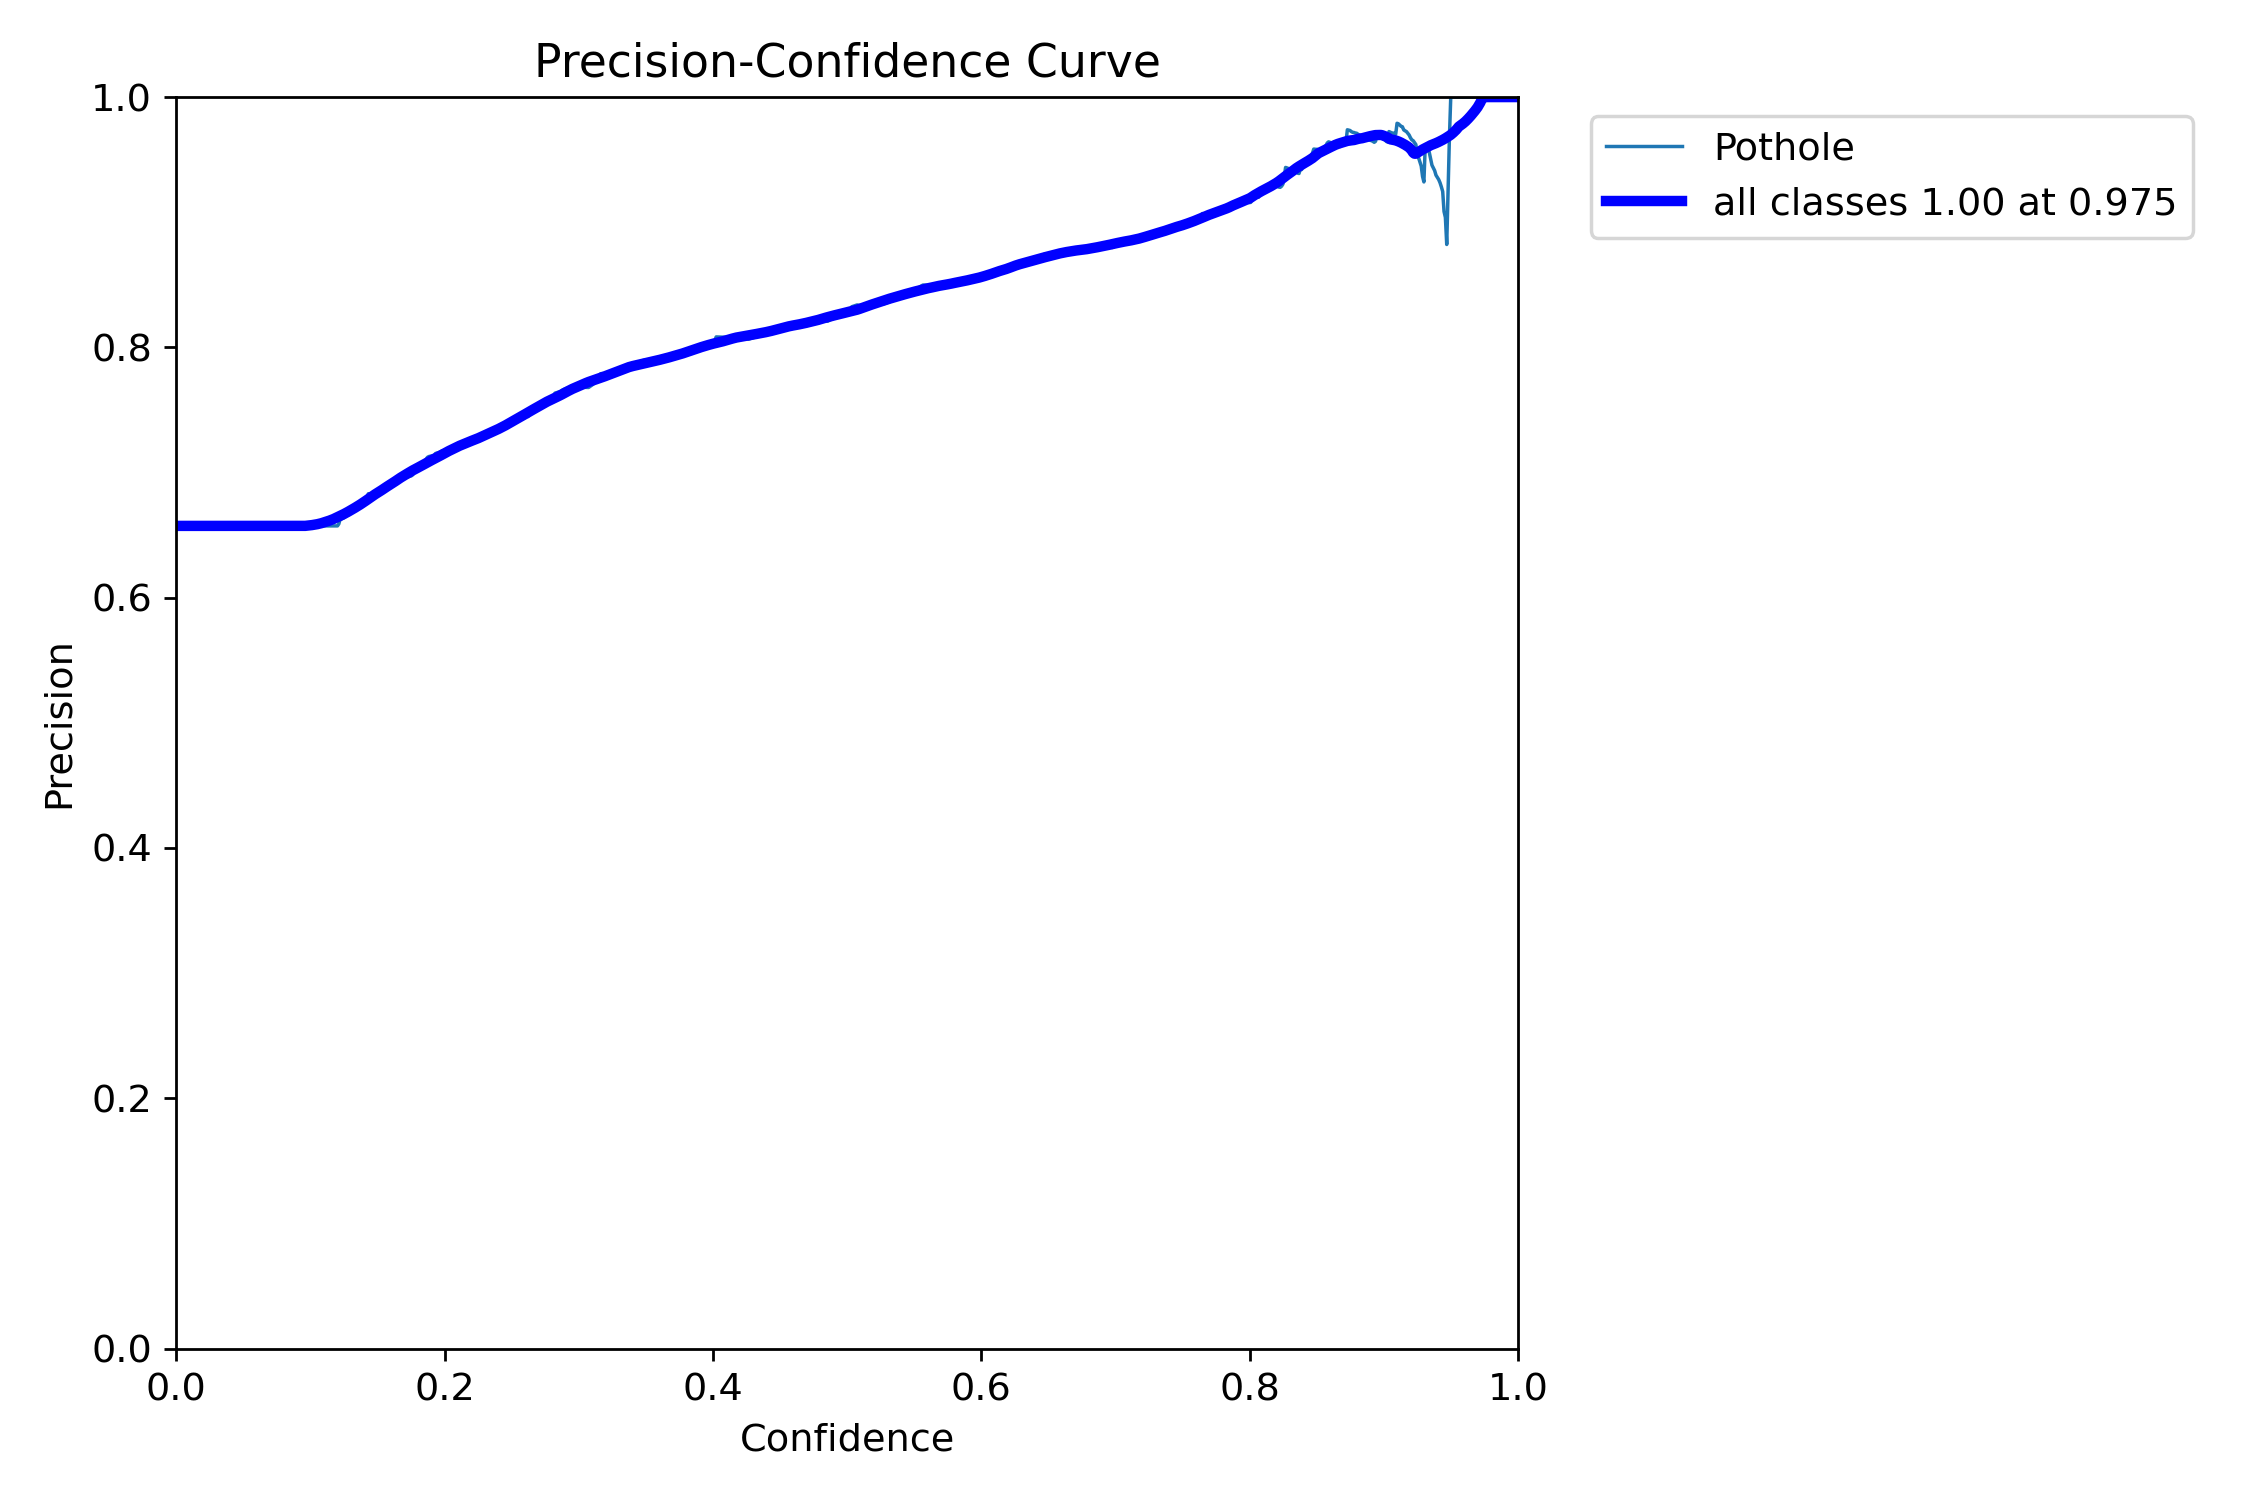 Precision-Confidence Curve
1.0
0.8
0.6
0.4
0.2
0.0
Precision
0.0 0.2 0.4 0.6 0.8 1.0
Confidence
Pothole
all classes 1.00 at 0.975